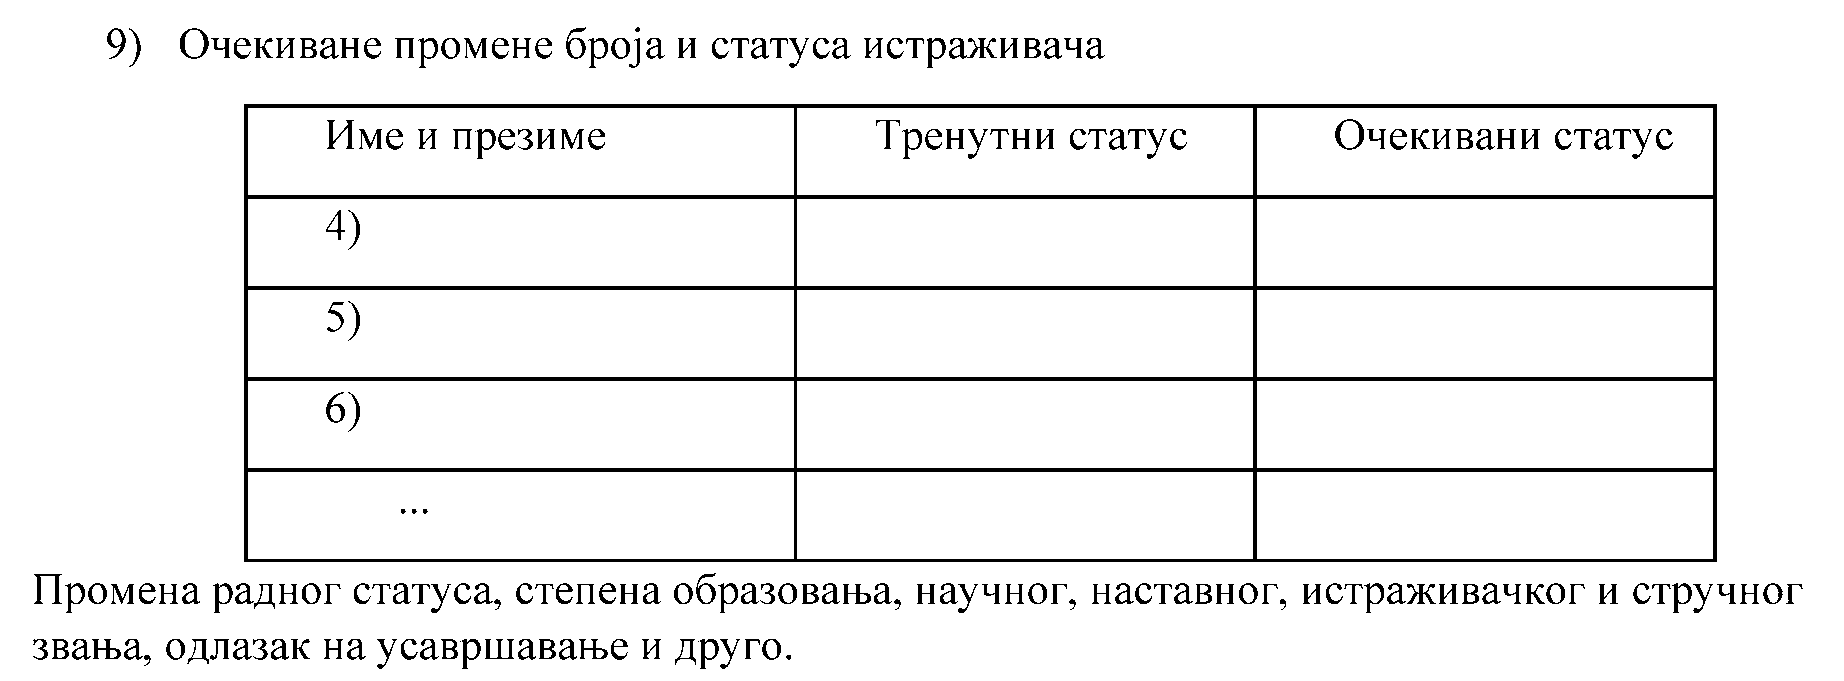 9) Очекиване промене броја и статуса истраживача
Име и презиме Тренутни статус Очекивани статус
4)
5)
6)
...
Промена радног статуса, степена образовања, научног, наставног, истраживачког и стручног
звања, одлазак на усавршавање и друго.